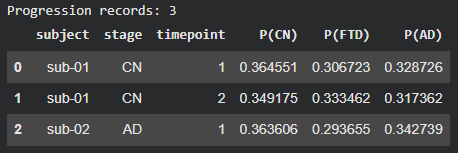 Progression records: 3
subject stage timepoint P(CN) P(FTD) P(AD)
0 sub-01 CN 1 0.364551 0.306723 0.328726
1 sub-01 CN 2 0.349175 0.333462 0.317362
2 sub-02 AD 1 0.363606 0.293655 0.342739